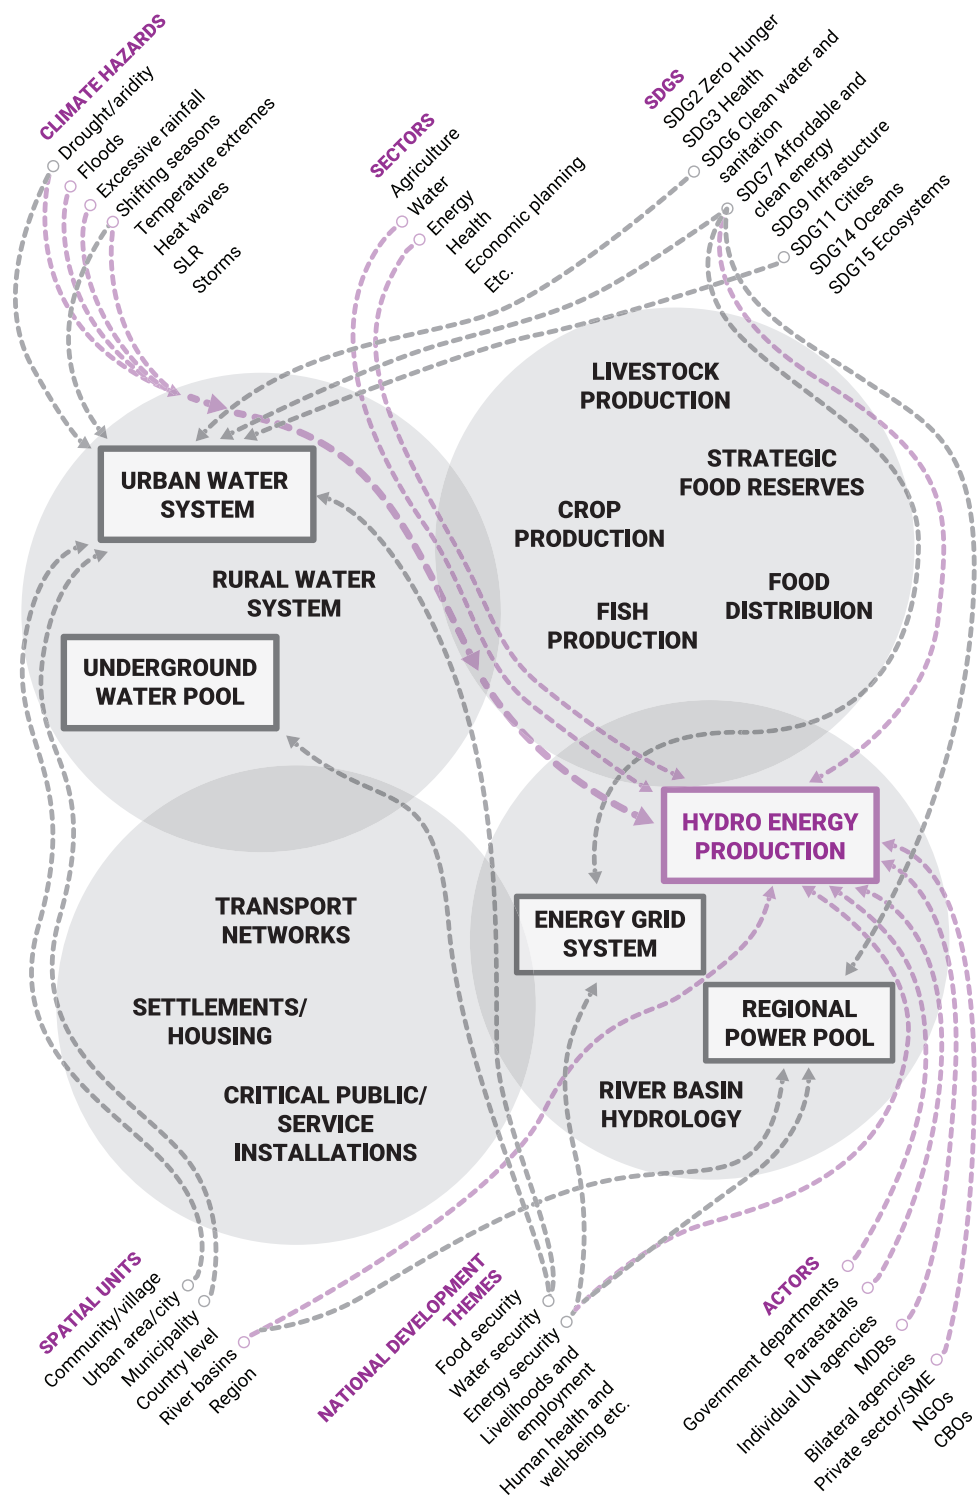 CLIMATE HAZARDS
Drought/aridity
Floods
Excessive rainfall
Shifting seasons
Temperature extremes
Heat waves
SLR
Storms
SECTORS
Agriculture
Water
Energy
Health
Economic planning
Etc.
SDGS
SDG2 Zero Hunger
SDG3 Health
SDG6 Clean water and
sanitation
SDG7 Affordable and
clean energy
SDG9 Infrastucture
SDG11 Cities
SDG14 Oceans
SDG15 Ecosystems
LIVESTOCK
PRODUCTION
STRATEGIC
FOOD RESERVES
CROP
PRODUCTION
FOOD
DISTRIBUION
FISH
PRODUCTION
URBAN WATER
SYSTEM
RURAL WATER
SYSTEM
UNDERGROUND
WATER POOL
HYDRO ENERGY
PRODUCTION
ENERGY GRID
SYSTEM
REGIONAL
POWER POOL
RIVER BASIN
HYDROLOGY
TRANSPORT
NETWORKS
SETTLEMENTS/
HOUSING
CRITICAL PUBLIC/
SERVICE
INSTALLATIONS
SPATIAL UNITS
Community/village
Urban area/city
Municipality
Country level
River basins
Region
NATIONAL DEVELOPMENT
THEMES
Food security
Water security
Energy security
Livelihoods and
employment
Human health and
well-being etc.
ACTORS
Government departments
Parastatals
Individual UN agencies
MDBs
Bilateral agencies
Private sector/SME
NGOs
CBOs